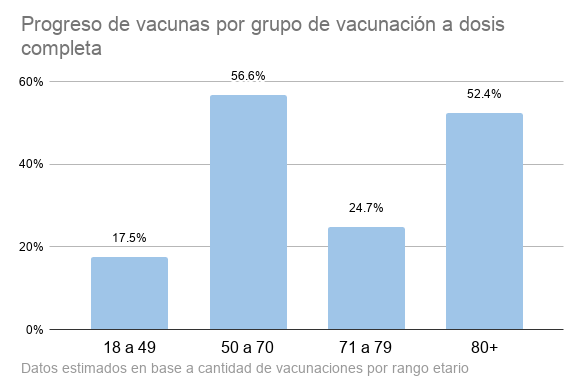 Progreso de vacunas por grupo de vacunación a dosis
completa
60%
56.6%
52.4%
40%
24.7%
20%
17.5%
0%
18 a 49
50 a 70
71 a 79
80+
Datos estimados en base a cantidad de vacunaciones por rango etario